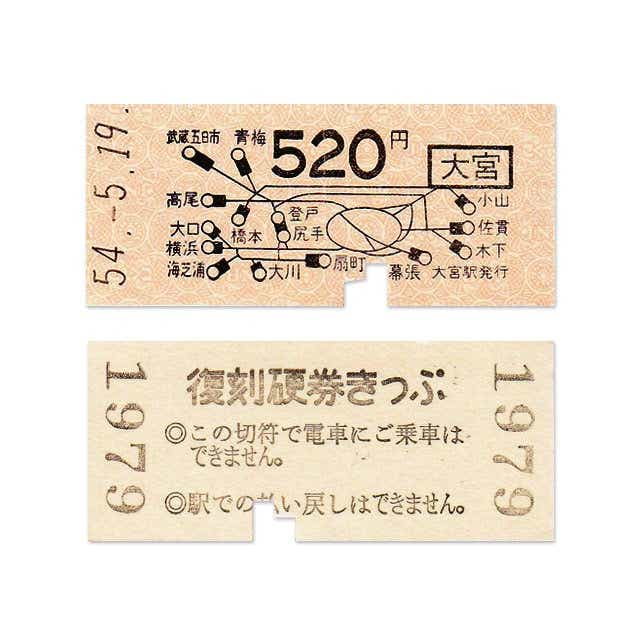 54.-5.19.
武蔵五日市 青梅 520円 大宮
高尾 小山
大口 橋本 登戸 佐貫
横浜 尻手 木下
海芝浦 大川 扇町 幕張 大宮駅発行
復刻硬券きっぷ
◎この切符で電車にご乗車は
できません。
◎駅での払い戻しはできません。
1979
1979